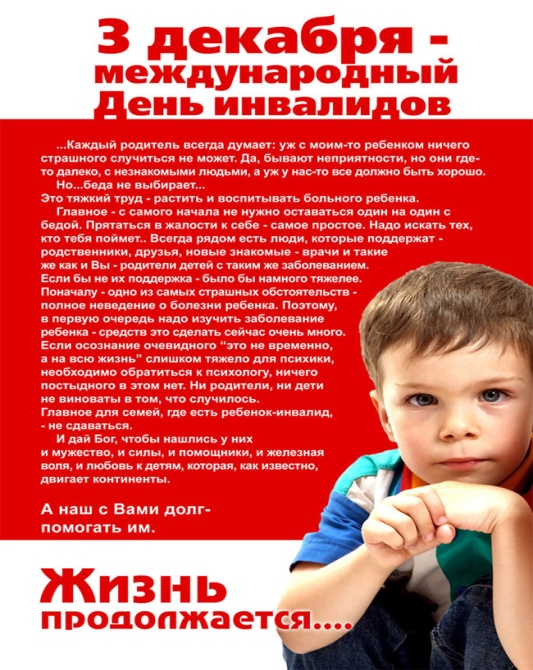 3 декабря -
международный
День инвалидов
...Каждый родитель всегда думает: уж с моим-то ребенком ничего
страшного случиться не может. Да, бывают неприятности, но они где-
то далеко, с незнакомыми людьми, а уж у нас-то все должно быть хорошо.
Но...беда не выбирает...
Это тяжкий труд - растить и воспитывать больного ребенка.
Главное - с самого начала не нужно оставаться один на один с
бедой. Прятаться в жалости к себе - самое простое. Надо искать тех,
кто тебя поймет.. Всегда рядом есть люди, которые поддержат -
родственники, друзья, новые знакомые - врачи и такие
же как и Вы - родители детей с таким же заболеванием.
Если бы не их поддержка - было бы намного тяжелее.
Поначалу - одно из самых страшных обстоятельств -
полное неведение о болезни ребенка. Поэтому,
в первую очередь надо изучить заболевание
ребенка - средств это сделать сейчас очень много.
Если осознание очевидного “это не временно,
а на всю жизнь” слишком тяжело для психики,
необходимо обратиться к психологу, ничего
постыдного в этом нет. Ни родители, ни дети
не виноваты в том, что случилось.
Главное для семей, где есть ребенок-инвалид,
- не сдаваться.
И дай Бог, чтобы нашлись у них
и мужество, и силы, и помощники, и железная
воля, и любовь к детям, которая, как известно,
двигает континенты.
А наш с Вами долг-
помогать им.
Жизнь
продолжается....